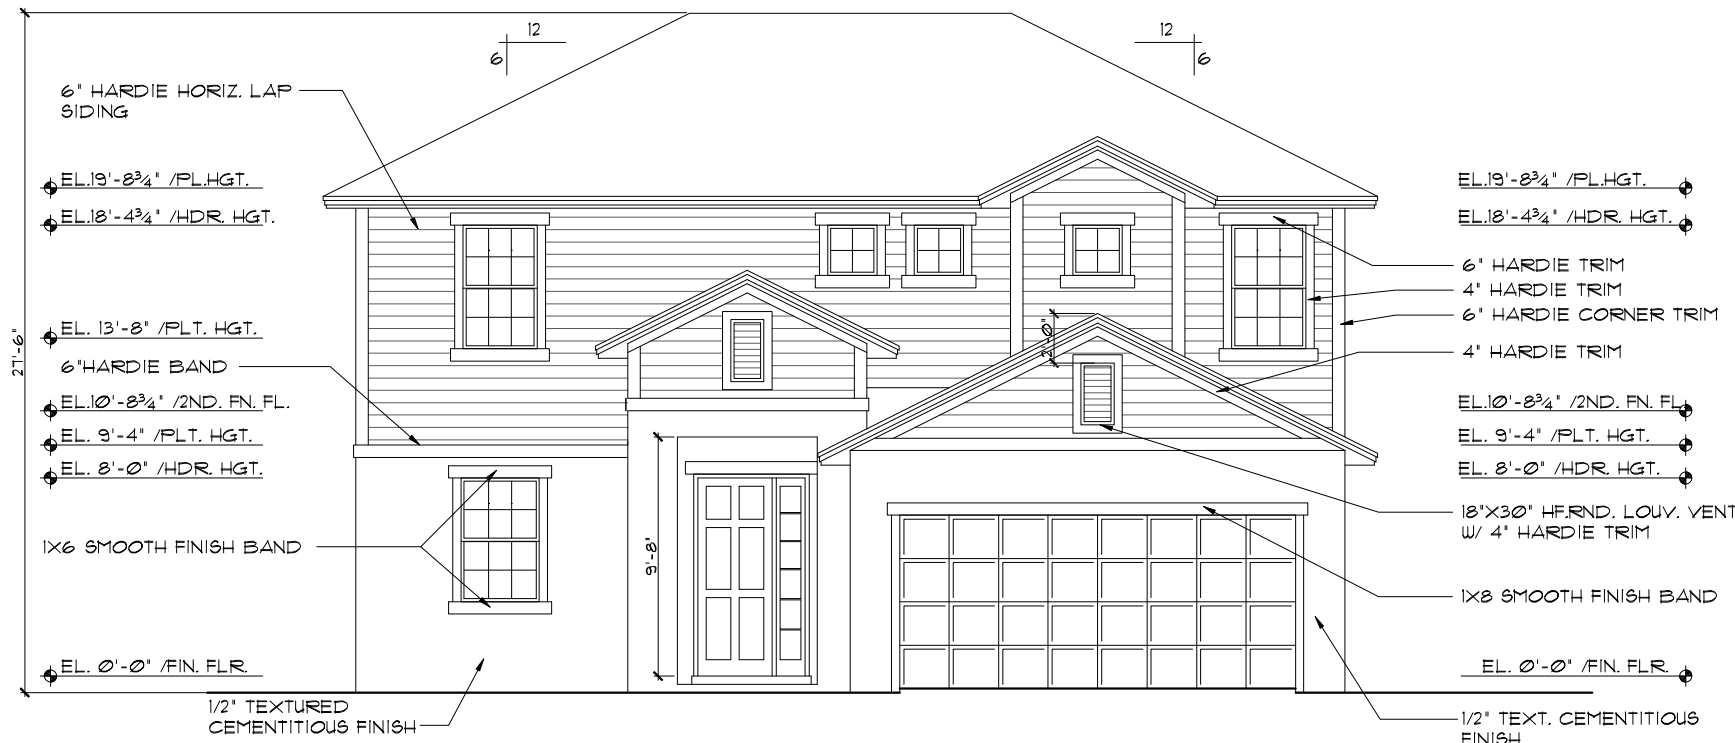 12
6
12
6
6" HARDIE HORIZ. LAP
SIDING
EL.19'-8¾" /PL.HGT.
EL.18'-4¾" /HDR. HGT.
EL. 13'-8" /PLT. HGT.
6"HARDIE BAND
EL.10'-8¾" /2ND. FN. FL.
EL. 9'-4" /PLT. HGT.
EL. 8'-0" /HDR. HGT.
1X6 SMOOTH FINISH BAND
EL. 0'-0" /FIN. FLR.
1/2" TEXTURED
CEMENTITIOUS FINISH
27'-6"
9'-8"
2'-0"
EL.19'-8¾" /PL.HGT.
EL.18'-4¾" /HDR. HGT.
6" HARDIE TRIM
4" HARDIE TRIM
6" HARDIE CORNER TRIM
4" HARDIE TRIM
EL.10'-8¾" /2ND. FN. FL
EL. 9'-4" /PLT. HGT.
EL. 8'-0" /HDR. HGT.
18"X30" HF.RND. LOUV. VENT
W/ 4" HARDIE TRIM
1X8 SMOOTH FINISH BAND
EL. 0'-0" /FIN. FLR.
1/2" TEXT. CEMENTITIOUS
FINISH